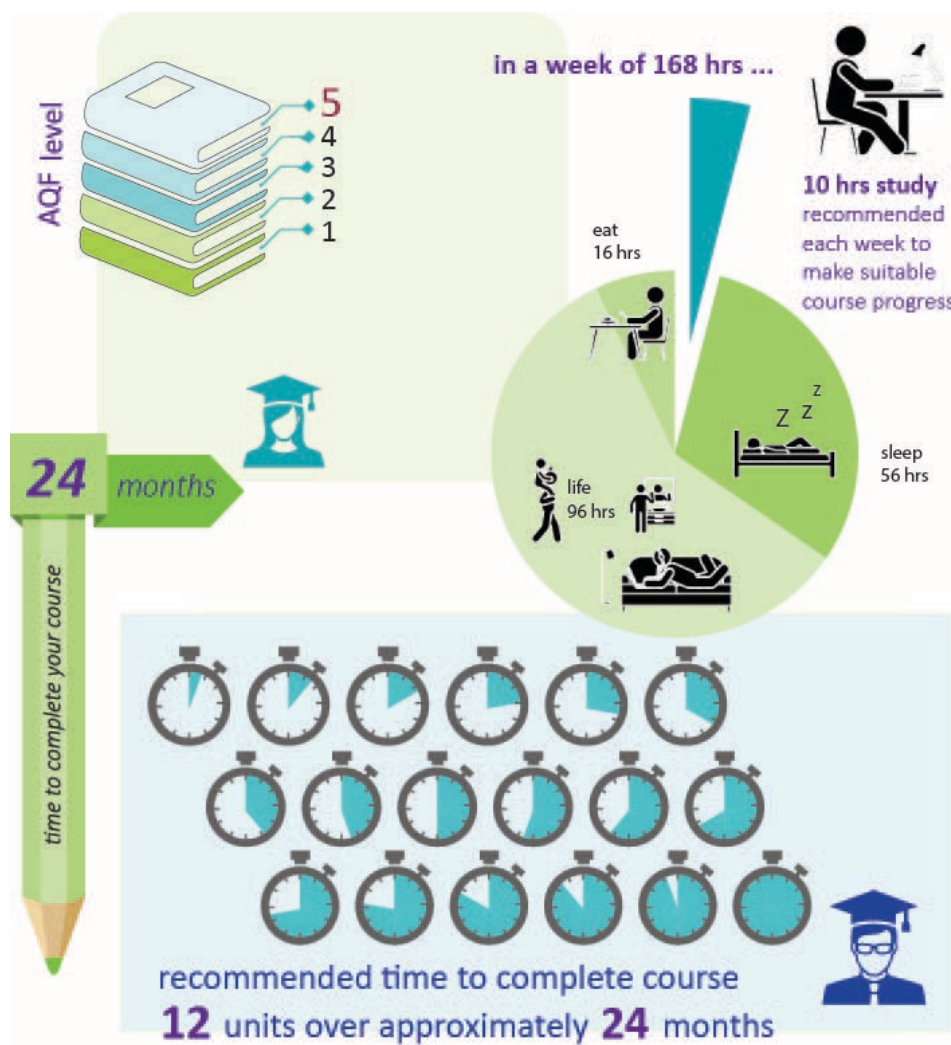 AQF level
5
4
3
2
1
in a week of 168 hrs ...
10 hrs study
recommended
each week to
make suitable
course progress
eat
16 hrs
z
Z
Z
sleep
56 hrs
life
96 hrs
24
months
time to complete your course
recommended time to complete course
12 units over approximately 24 months